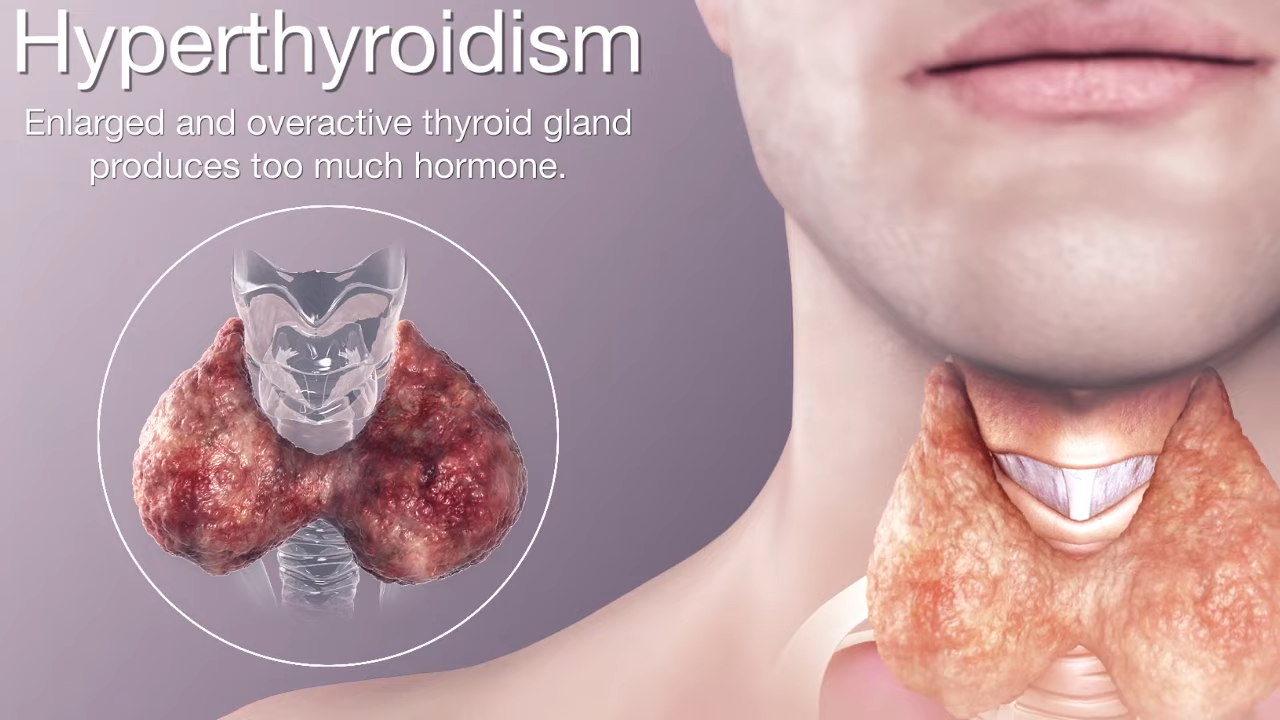 Hyperthyroidism
Enlarged and overactive thyroid gland
produces too much hormone.